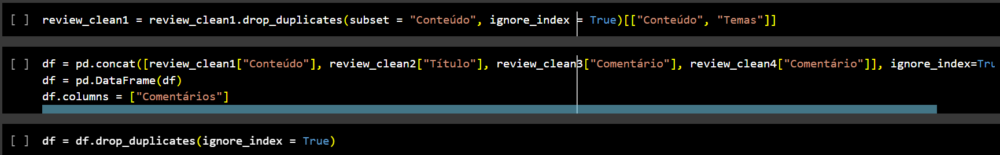 [ ] review_clean1 = review_clean1.drop_duplicates(subset = "Conteúdo", ignore_index = True)[["Conteúdo", "Temas"]]
[ ] df = pd.concat([review_clean1["Conteúdo"], review_clean2["Título"], review_clean3["Comentário"], review_clean4["Comentário"]], ignore_index=Tru
df = pd.DataFrame(df)
df.columns = ["Comentários"]
[ ] df = df.drop_duplicates(ignore_index = True)